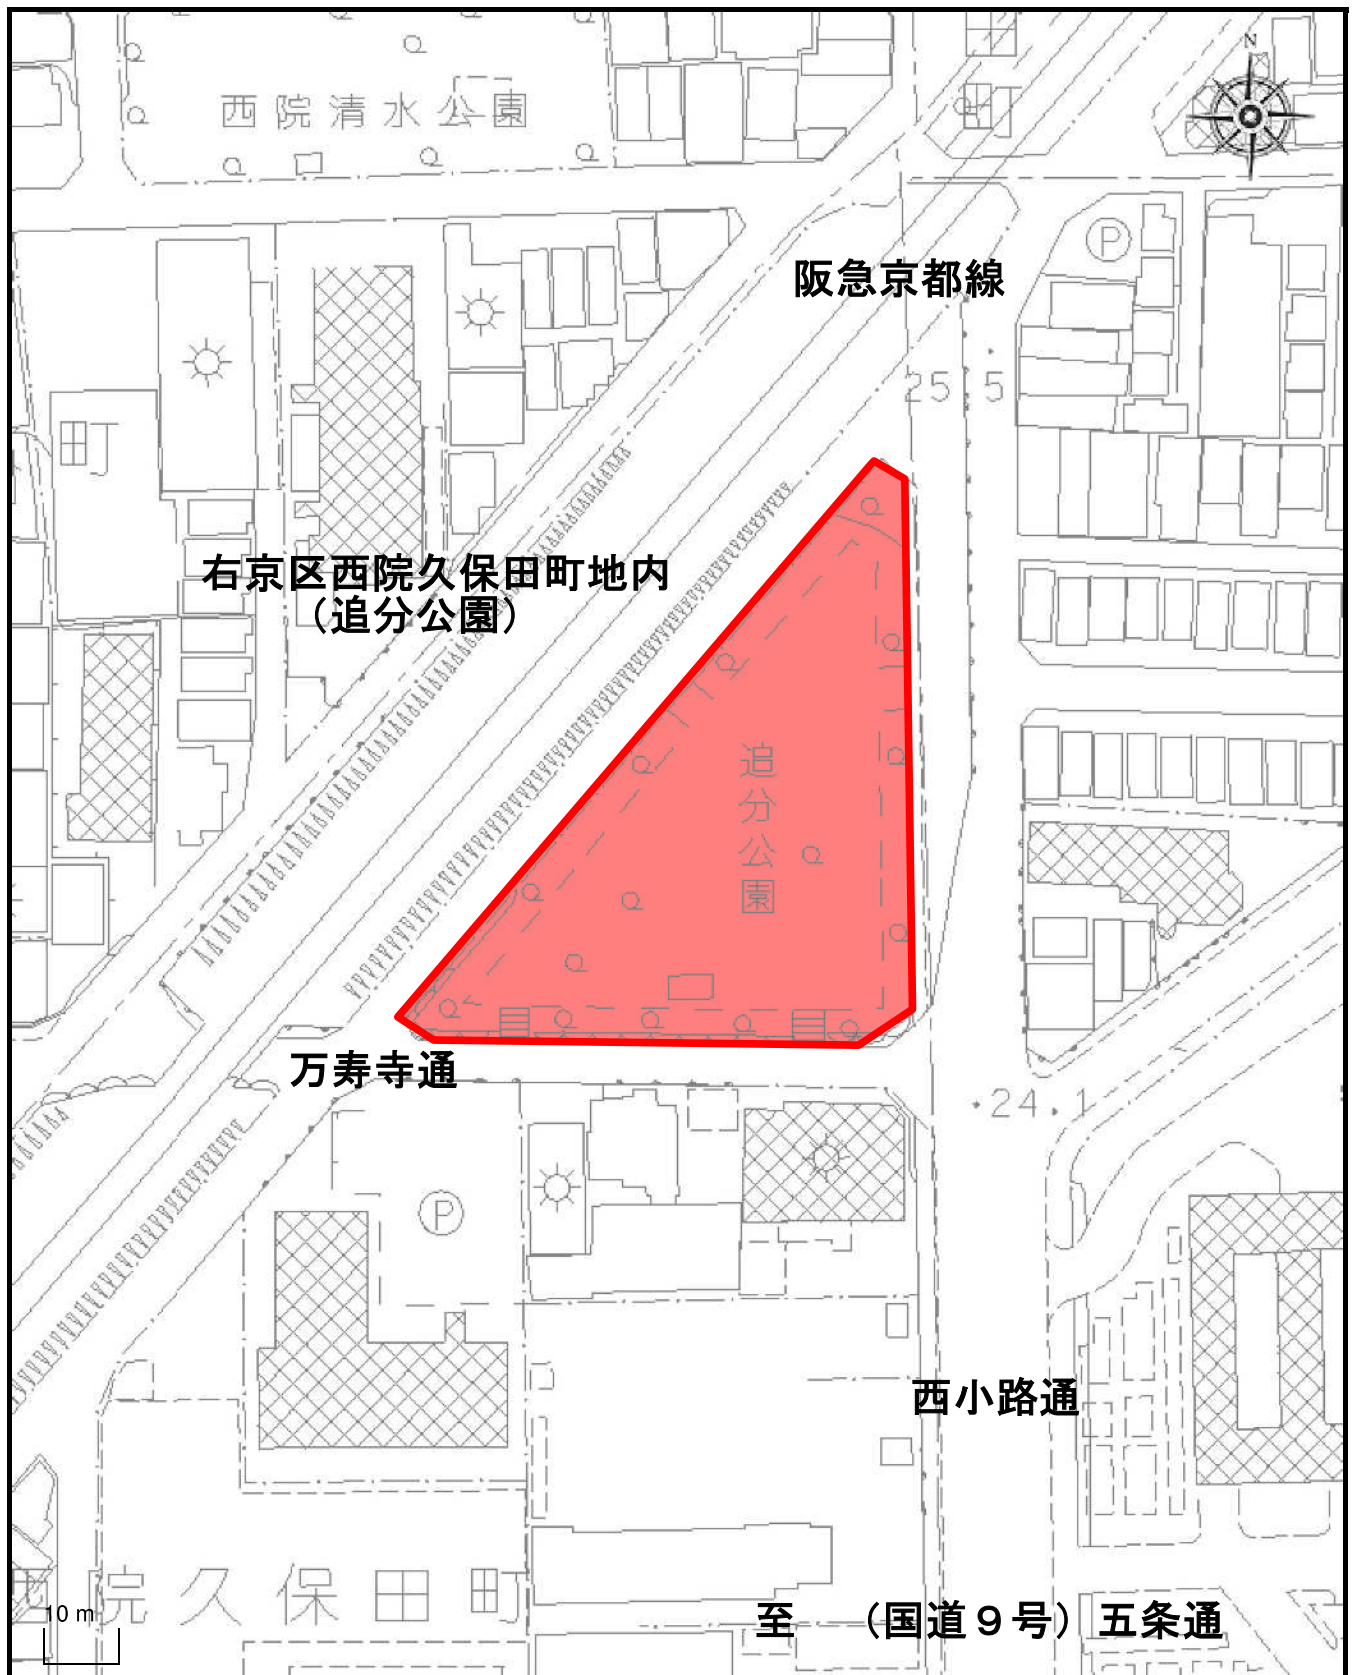 西院清水公園
N
P
阪急京都線
25.5
町
右京区西院久保田町地内
（追分公園）
追分公園
万寿寺通
24.1
P
西小路通
院久保田町
10 m
至　（国道９号）五条通